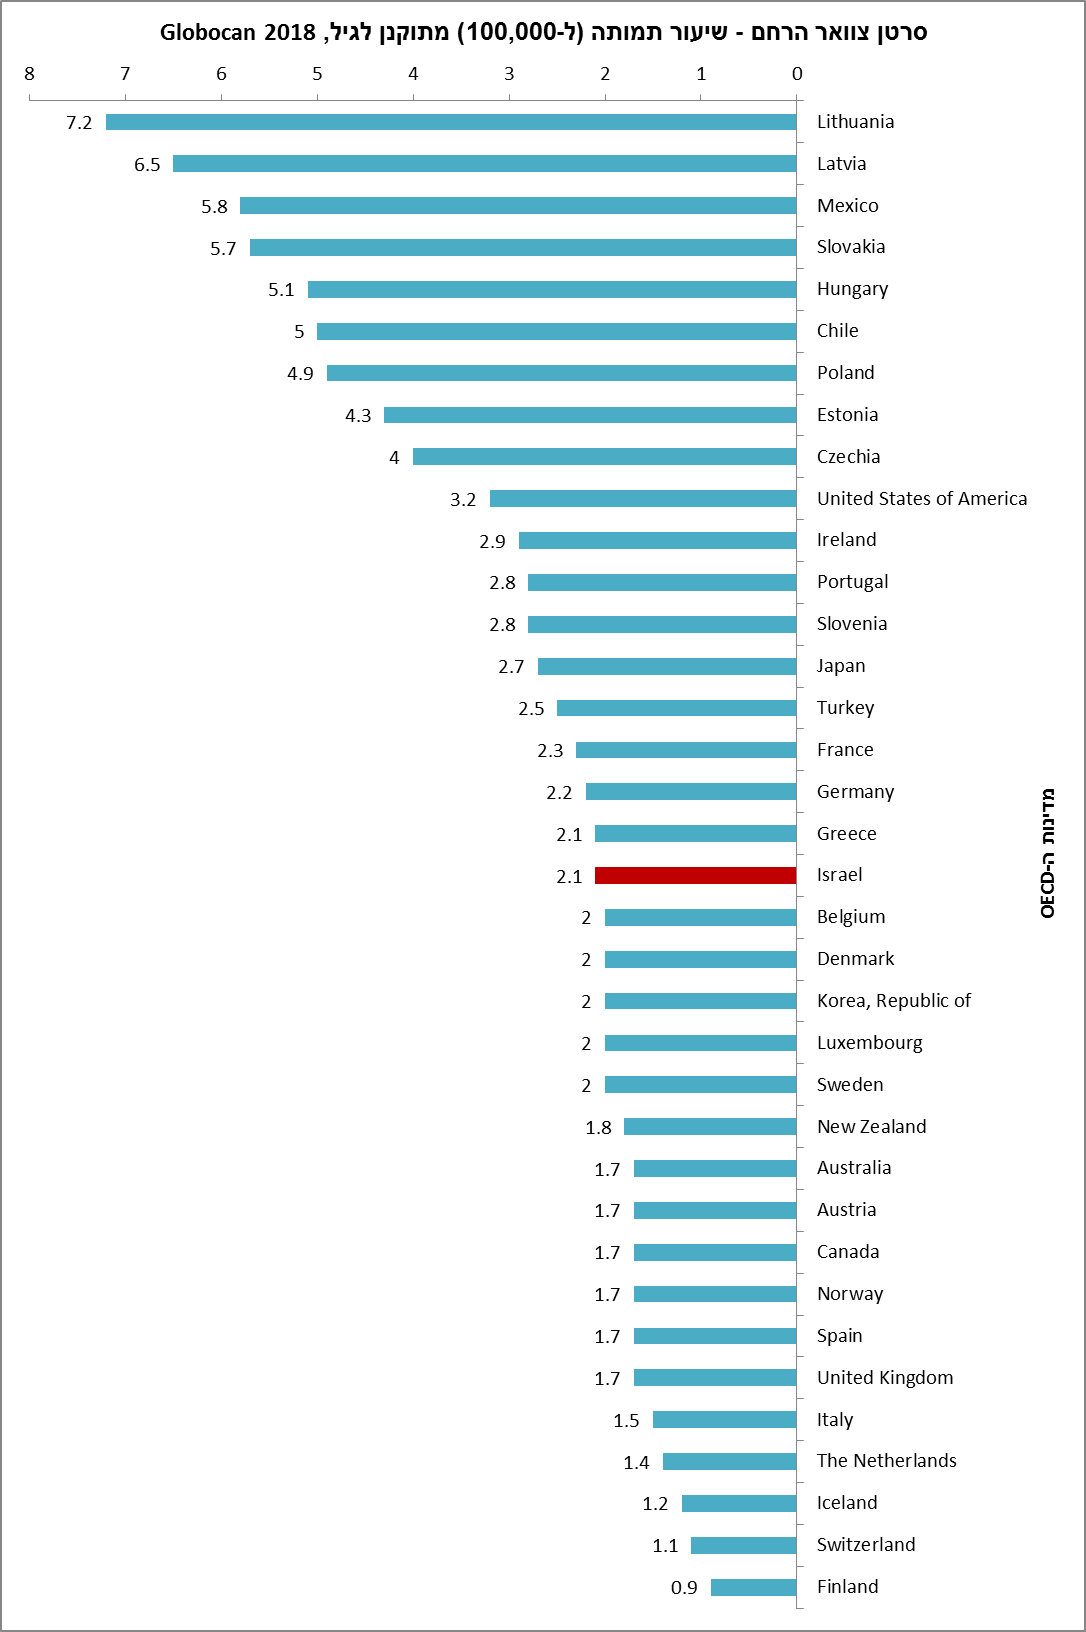 סרטן צוואר הרחם - שיעור תמותה (ל-100,000) מתוקנן לגיל, Globocan 2018
8 7 6 5 4 3 2 1 0
7.2 Lithuania
6.5 Latvia
5.8 Mexico
5.7 Slovakia
5.1 Hungary
5 Chile
4.9 Poland
4.3 Estonia
4 Czechia
3.2 United States of America
2.9 Ireland
2.8 Portugal
2.8 Slovenia
2.7 Japan
2.5 Turkey
2.3 France
2.2 Germany
2.1 Greece
2.1 Israel
2 Belgium
2 Denmark
2 Korea, Republic of
2 Luxembourg
2 Sweden
1.8 New Zealand
1.7 Australia
1.7 Austria
1.7 Canada
1.7 Norway
1.7 Spain
1.7 United Kingdom
1.5 Italy
1.4 The Netherlands
1.2 Iceland
1.1 Switzerland
0.9 Finland
מדינות ה-OECD